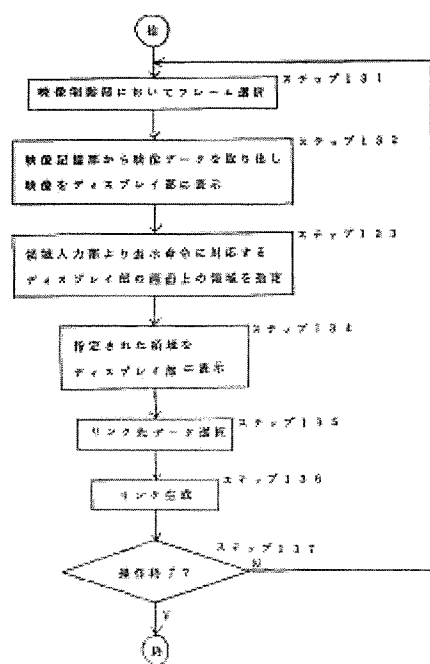 始
ステップ131
映像制御部においてフレーム選択
ステップ132
映像記録部から映像データを取り出し
映像をディスプレイ部に表示
ステップ133
領域入力部より表示命令に対応する
ディスプレイ部の画面上の領域を指定
ステップ134
指定された領域を
ディスプレイ部に表示
ステップ135
リンク先データ選択
ステップ136
リンク生成
ステップ137
操作終了?
N
Y
終